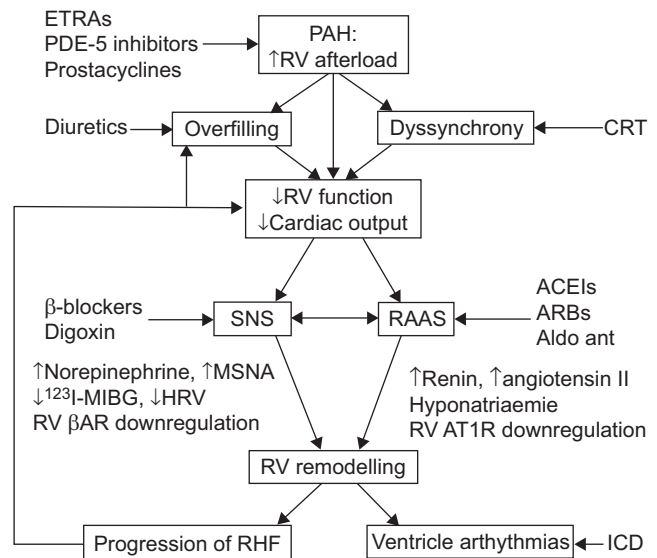 ETRAs
PDE-5 inhibitors
Prostacyclines
PAH:
↑RV afterload
Diuretics
Overfilling
Dyssynchrony
CRT
↓RV function
↓Cardiac output
β-blockers
Digoxin
SNS
RAAS
ACEIs
ARBs
Aldo ant
↑Norepinephrine, ↑MSNA
↓¹²³I-MIBG, ↓HRV
RV βAR downregulation
↑Renin, ↑angiotensin II
Hyponatriaemie
RV AT1R downregulation
RV remodelling
Progression of RHF
Ventricle arhythmias
ICD